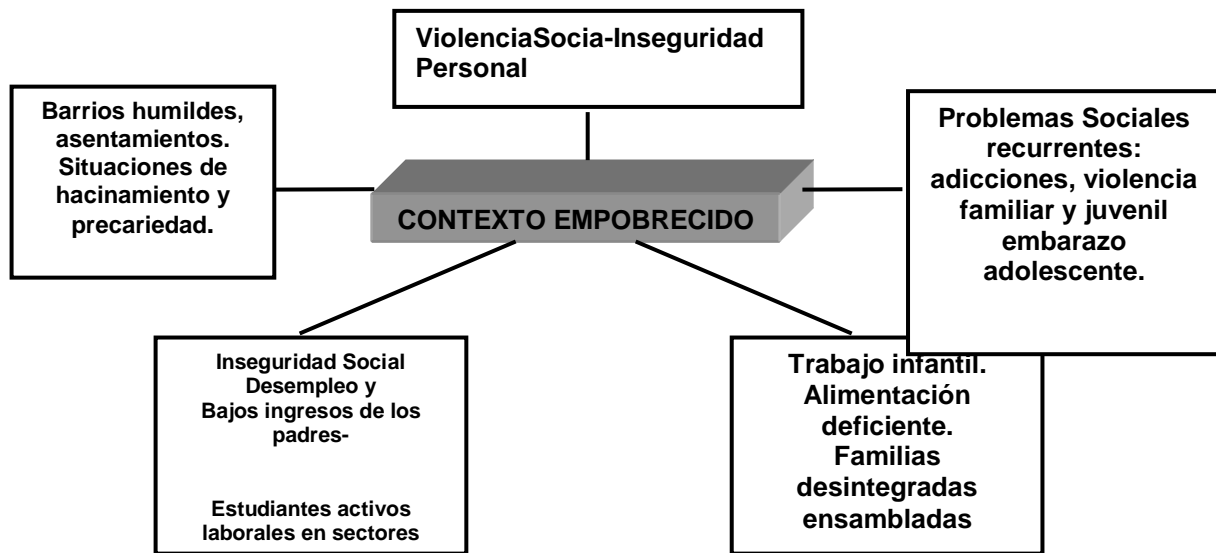 ViolenciaSocia-Inseguridad
Personal
Barrios humildes,
asentamientos.
Situaciones de
hacinamiento y
precariedad.
Problemas Sociales
recurrentes:
adicciones, violencia
familiar y juvenil
embarazo
adolescente.
CONTEXTO EMPOBRECIDO
Inseguridad Social
Desempleo y
Bajos ingresos de los
padres-
Estudiantes activos
laborales en sectores
Trabajo infantil.
Alimentación
deficiente.
Familias
desintegradas
ensambladas